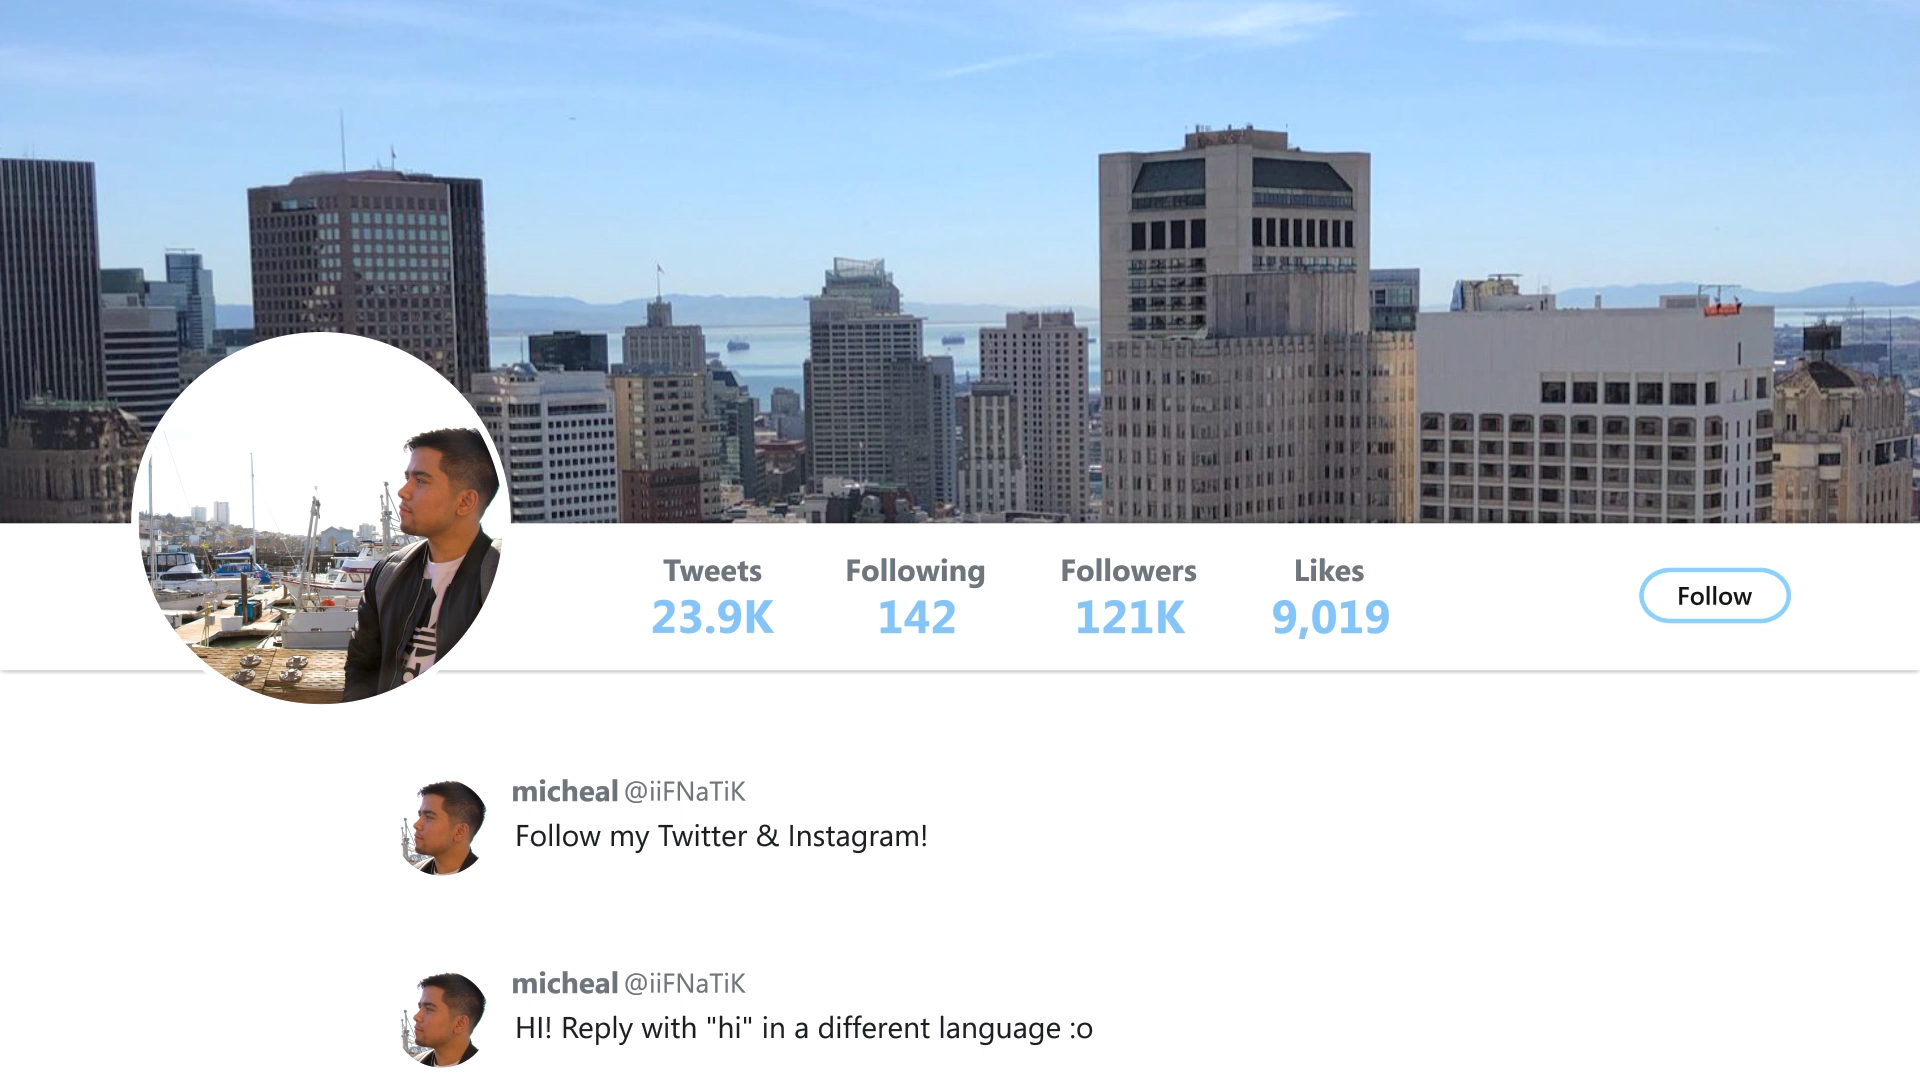 Tweets Following Followers Likes
23.9K 142 121K 9,019
Follow
micheal @iiFNaTiK
Follow my Twitter & Instagram!
micheal @iiFNaTiK
HI! Reply with "hi" in a different language :o